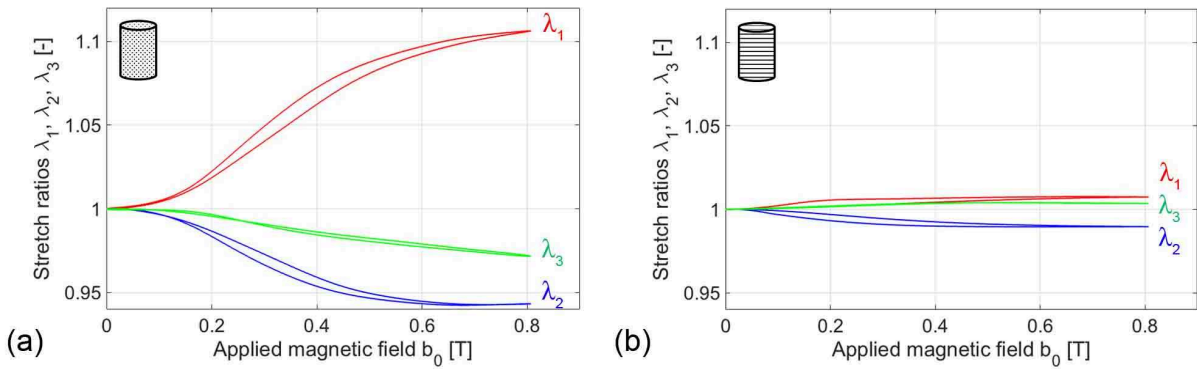 Stretch ratios λ₁, λ₂, λ₃ [-]
1.1
1.05
1
0.95
0
0.2
0.4
0.6
0.8
Applied magnetic field b₀ [T]
λ₁
λ₃
λ₂
(a)
Stretch ratios λ₁, λ₂, λ₃ [-]
1.1
1.05
1
0.95
0
0.2
0.4
0.6
0.8
Applied magnetic field b₀ [T]
λ₁
λ₃
λ₂
(b)